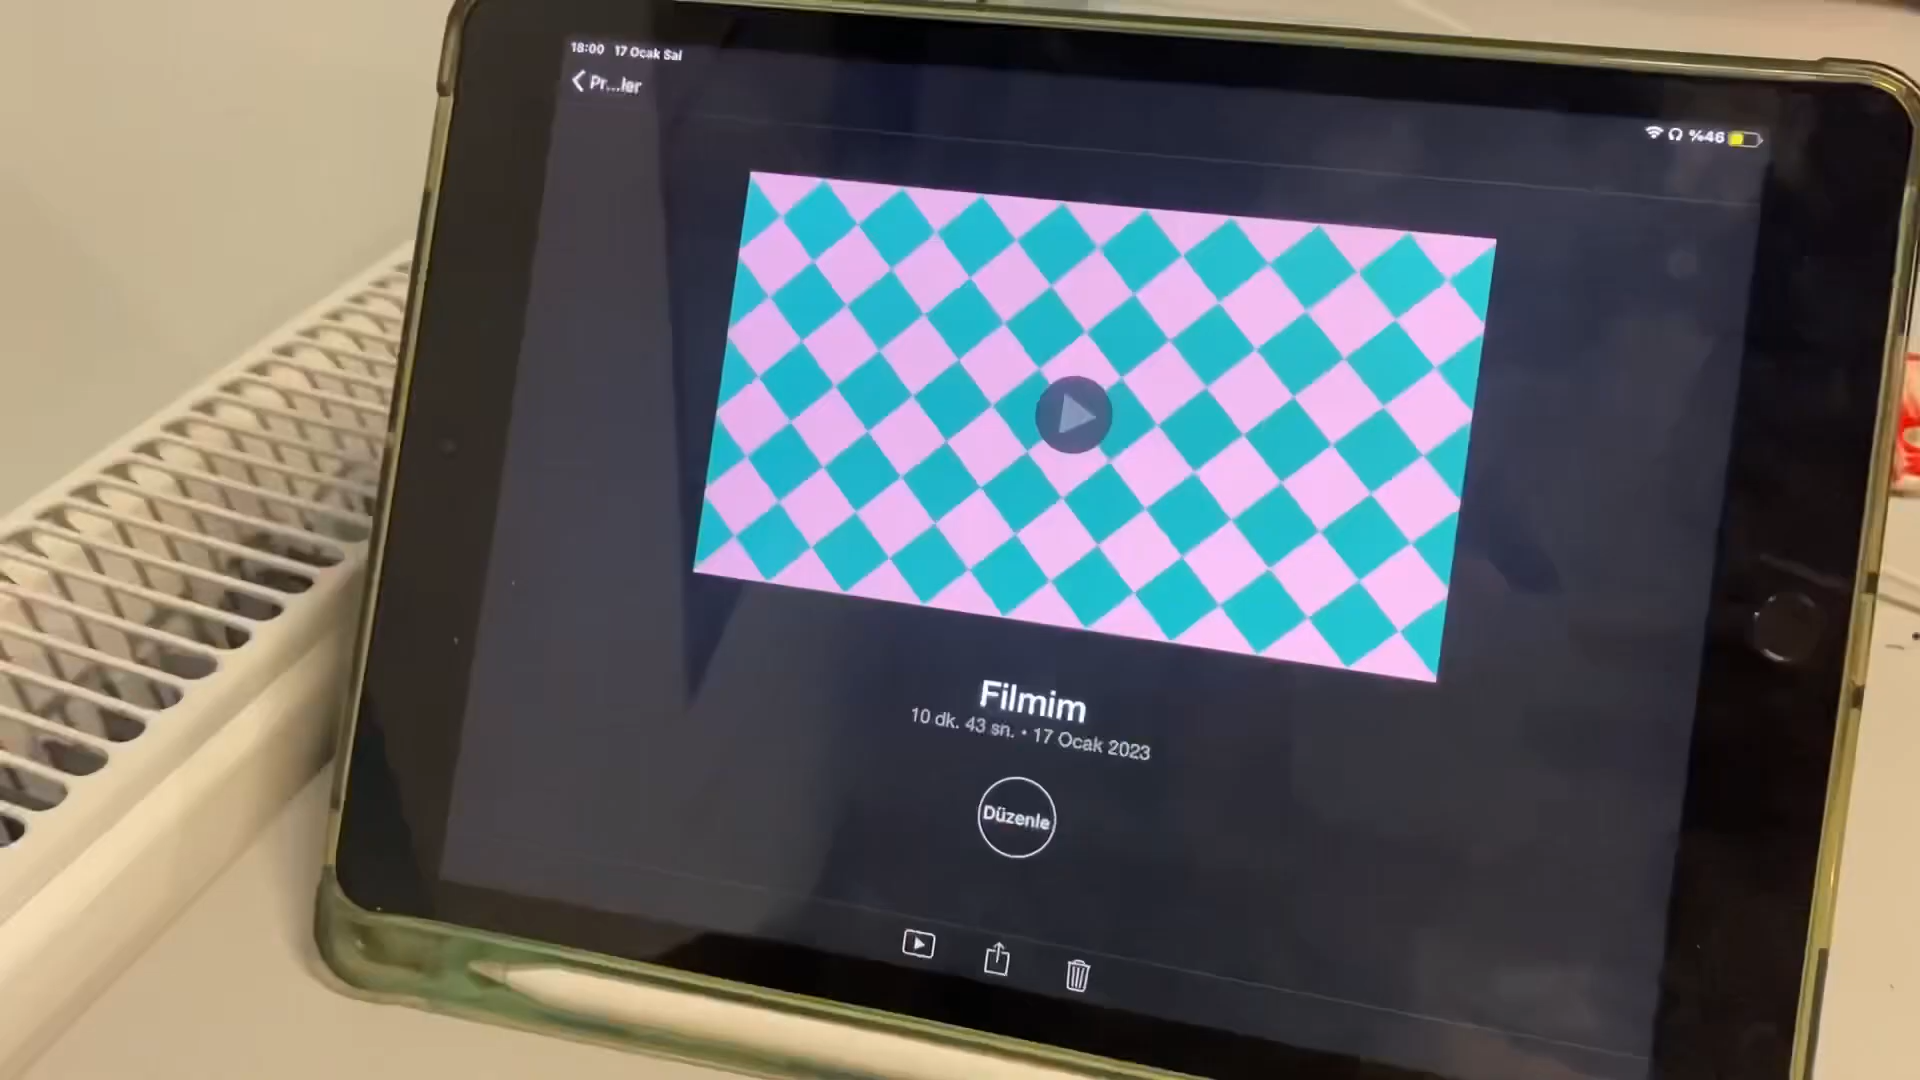 18:00 17 Ocak Sal
Pr...ler
%46
Filmim
10 dk. 43 sn. • 17 Ocak 2023
Düzenle